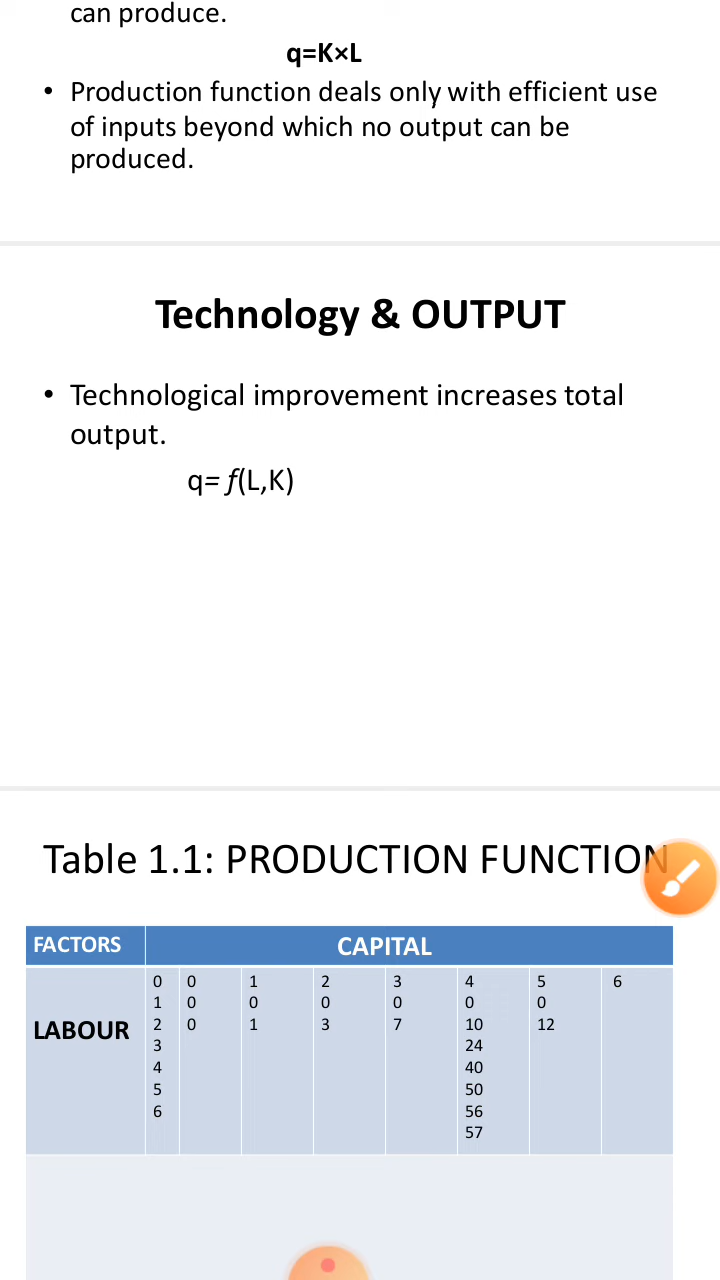 can produce.
q=K×L
• Production function deals only with efficient use
of inputs beyond which no output can be
produced.
Technology & OUTPUT
• Technological improvement increases total
output.
q= f(L,K)
Table 1.1: PRODUCTION FUNCTION
FACTORS CAPITAL
0 0 1 2 3 4 5 6
1 0 0 0 0 0 0
LABOUR 2 0 1 3 7 10 12
3 24
4 40
5 50
6 56
57